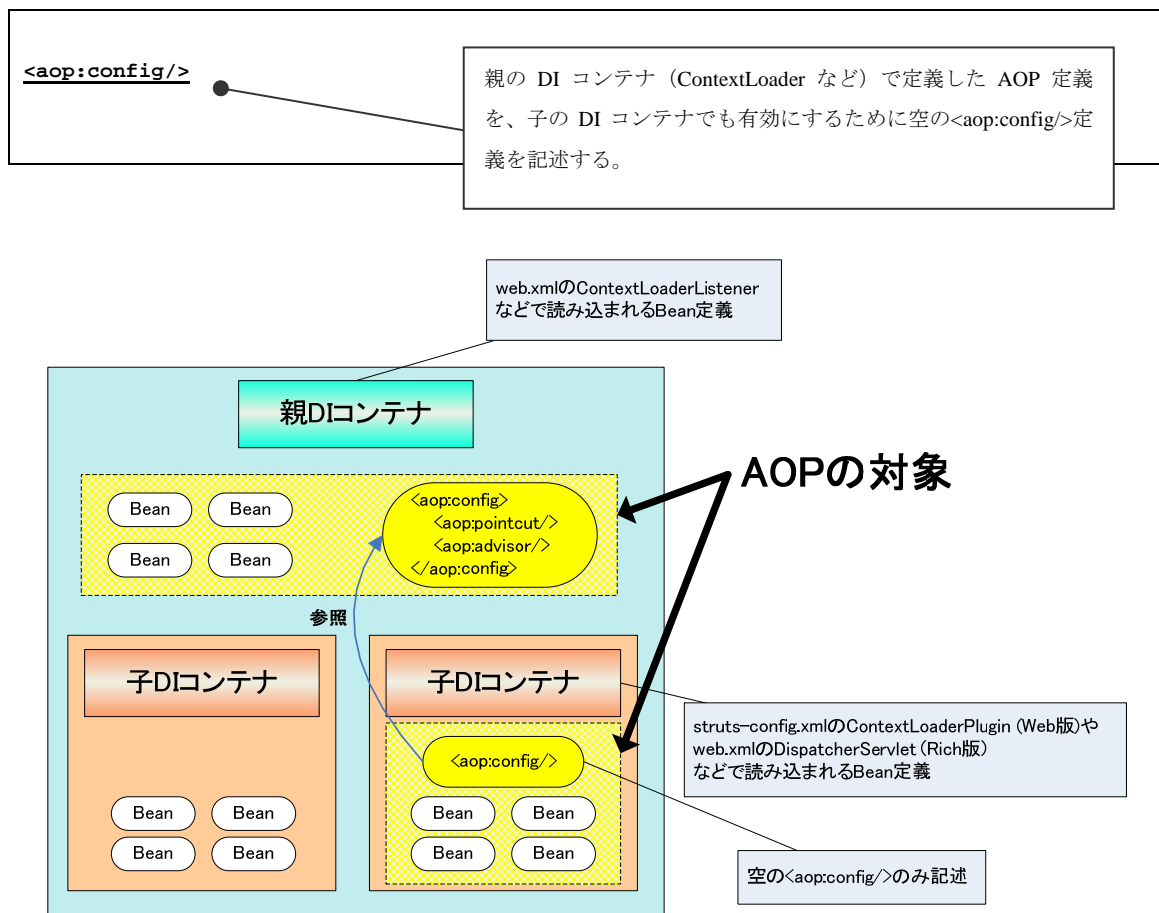 <aop:config/>
親の DI コンテナ（ContextLoader など）で定義した AOP 定義
を、子の DI コンテナでも有効にするために空の<aop:config/>定
義を記述する。
web.xmlのContextLoaderListener
などで読み込まれるBean定義
親DIコンテナ
AOPの対象
Bean
Bean
Bean
Bean
<aop:config>
<aop:pointcut/>
<aop:advisor/>
</aop:config>
参照
子DIコンテナ
子DIコンテナ
struts-config.xmlのContextLoaderPlugin（Web版）や
web.xmlのDispatcherServlet（Rich版）
などで読み込まれるBean定義
<aop:config/>
Bean
Bean
Bean
Bean
Bean
Bean
Bean
Bean
空の<aop:config/>のみ記述